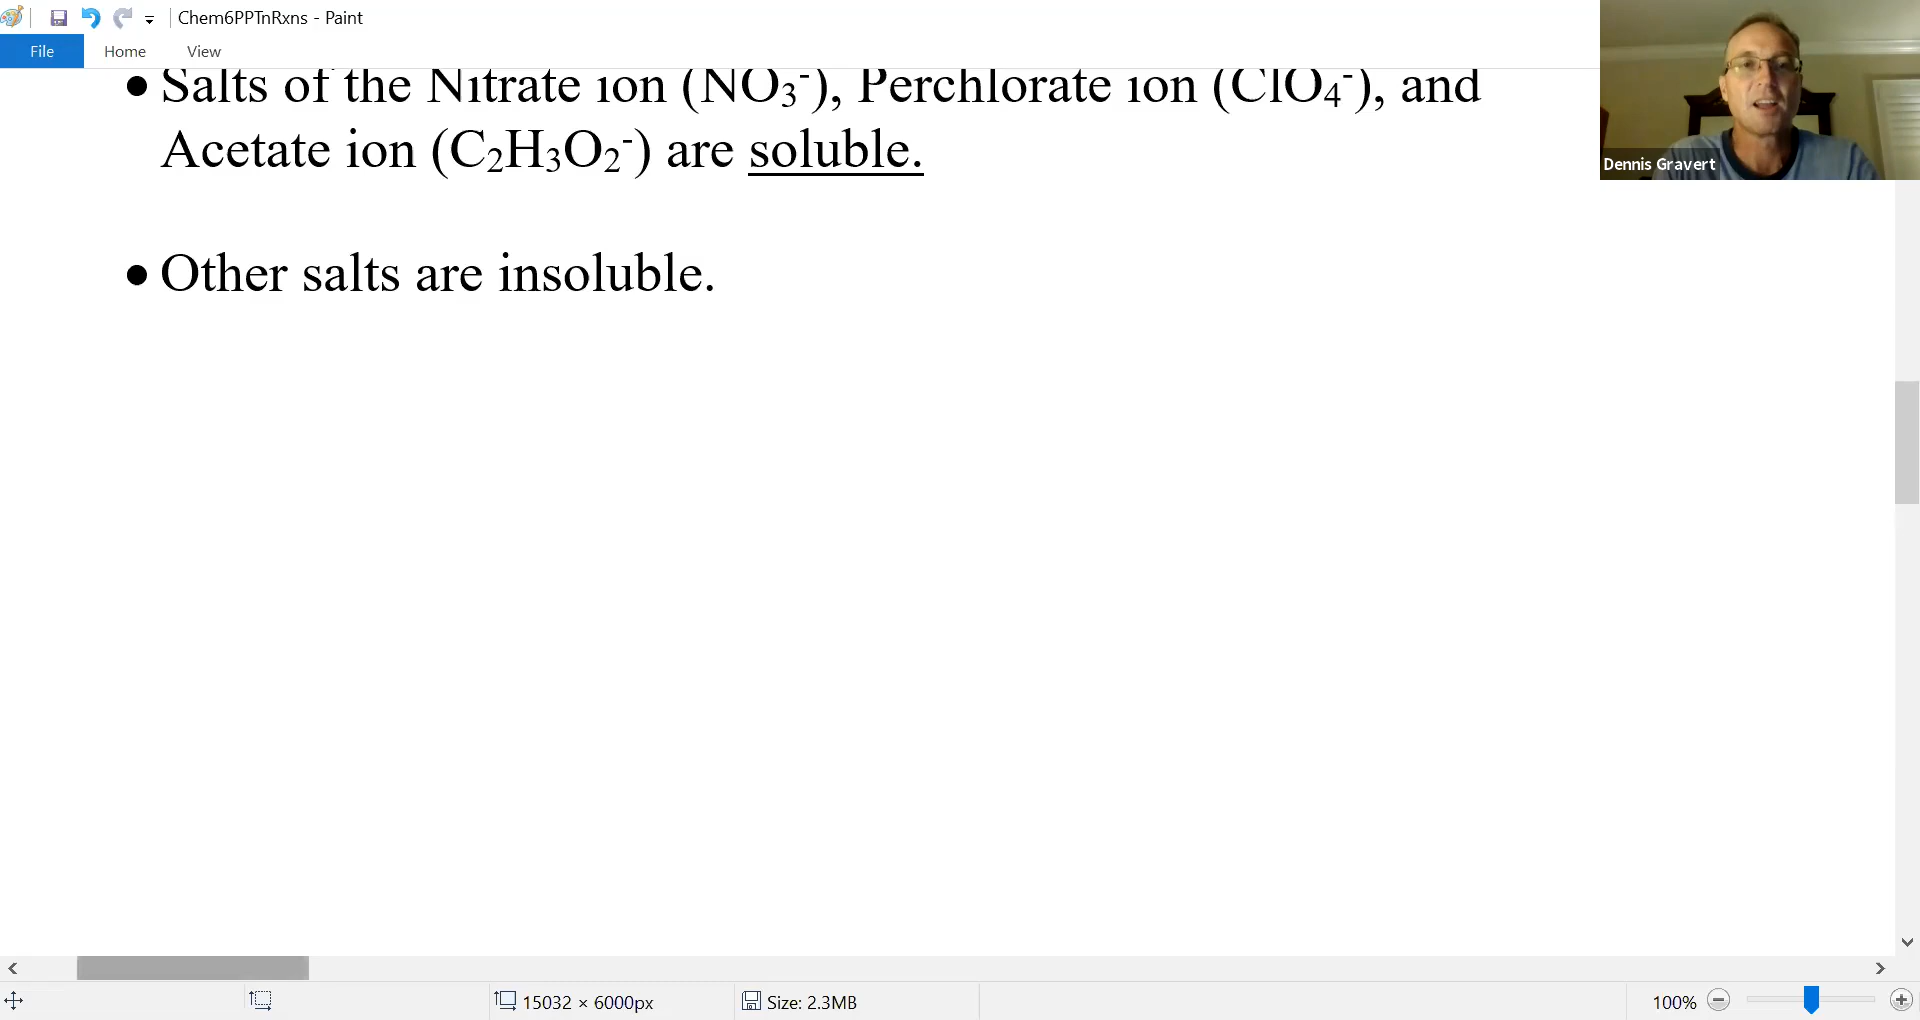 Chem6PPTnRxns - Paint
File Home View
• Salts of the Nitrate ion (NO₃⁻), Perchlorate ion (ClO₄⁻), and
Acetate ion (C₂H₃O₂⁻) are soluble.
Dennis Gravert
• Other salts are insoluble.
15032 × 6000px Size: 2.3MB 100%